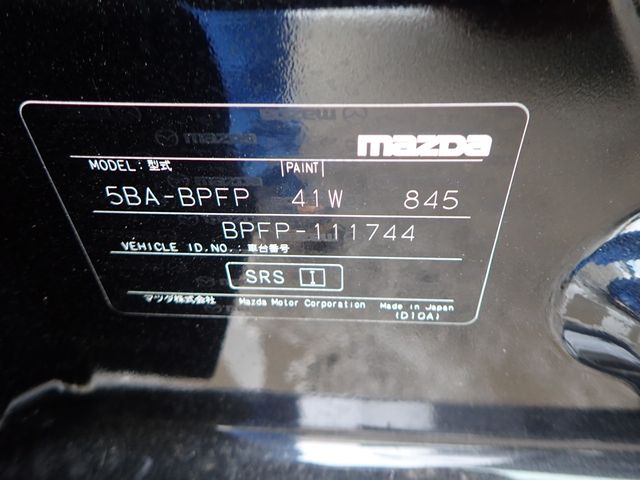 mazda
MODEL: 型式 PAINT
5BA-BPFP 41W 845
BPFP-111744
VEHICLE ID.NO.: 車台番号
SRS I
マツダ株式会社 Mazda Motor Corporation Made in Japan
(D10A)